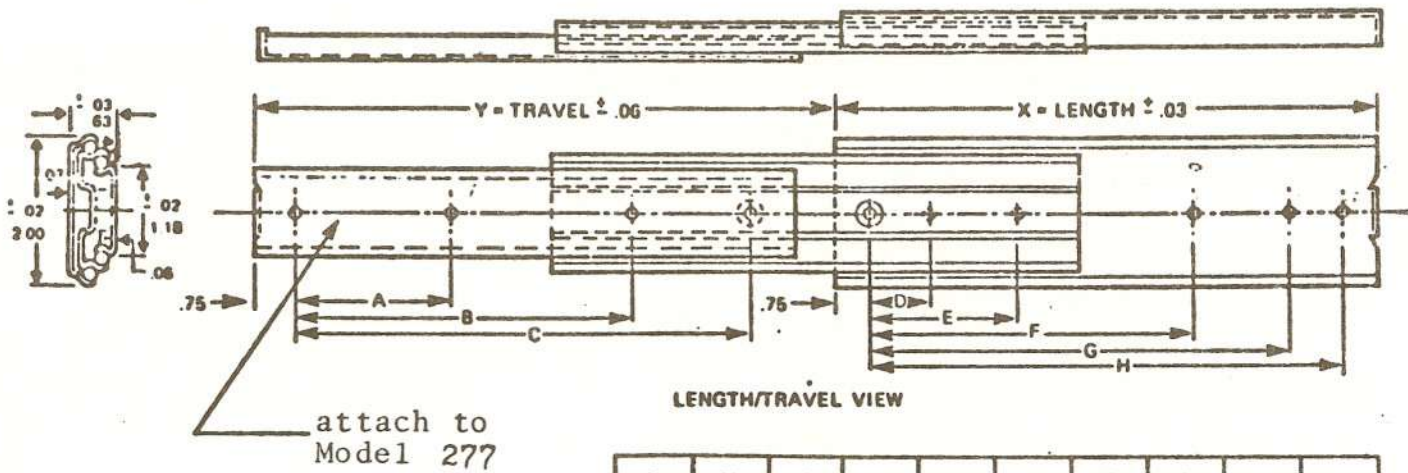 Y = TRAVEL ± .06
X = LENGTH ± .03
± .03
.63
± .02
2.00
± .02
1.18
.06
.75
A
B
C
.75
D
E
F
G
H
LENGTH/TRAVEL VIEW
attach to
Model 277